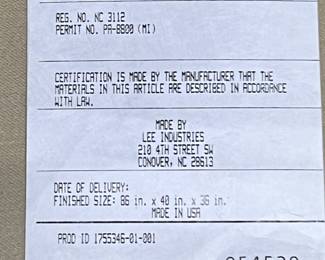 REG. NO. NC 3112
PERMIT NO. PA-8800 (MI)
CERTIFICATION IS MADE BY THE MANUFACTURER THAT THE
MATERIALS IN THIS ARTICLE ARE DESCRIBED IN ACCORDANCE
WITH LAW.
MADE BY
LEE INDUSTRIES
210 4TH STREET SW
CONOVER, NC 28613
DATE OF DELIVERY:
FINISHED SIZE: 86 in. x 40 in. x 36 in.
MADE IN USA
PROD ID 1755346-01-001